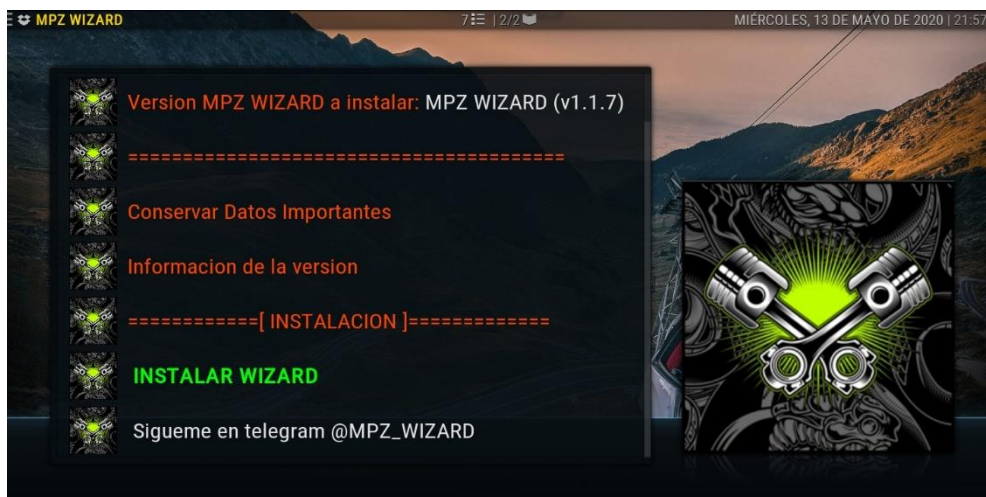 MPZ WIZARD
7 | 2/2
MIÉRCOLES, 13 DE MAYO DE 2020 | 21:57
Version MPZ WIZARD a instalar: MPZ WIZARD (v1.1.7)
========================================
Conservar Datos Importantes
Informacion de la version
============[ INSTALACION ]=============
INSTALAR WIZARD
Sigueme en telegram @MPZ_WIZARD